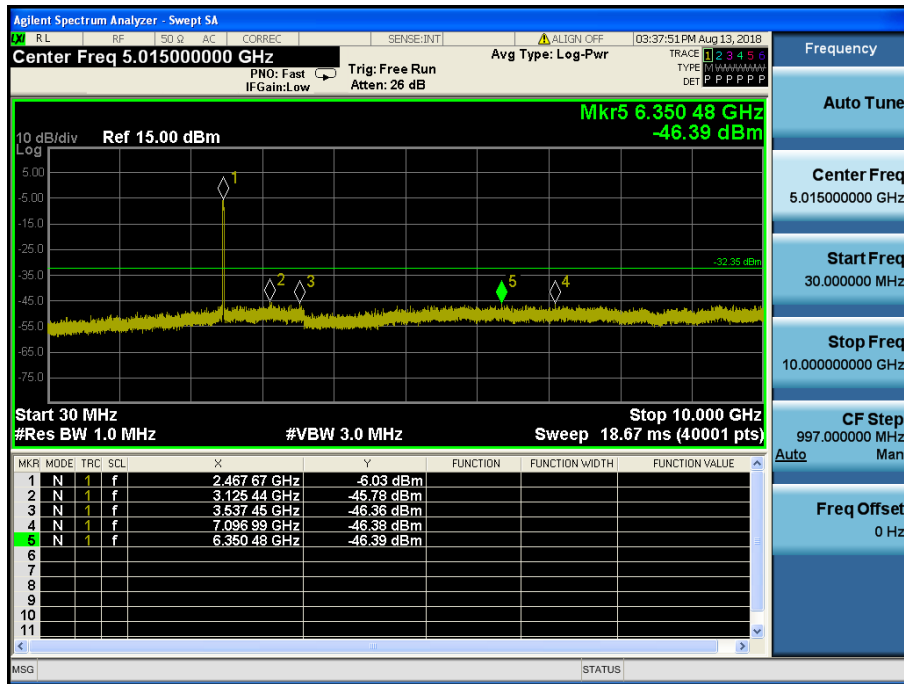 Agilent Spectrum Analyzer - Swept SA
LXI RL RF 50 Ω AC CORREC SENSE:INT ALIGN OFF 03:37:51 PM Aug 13, 2018
Center Freq 5.015000000 GHz
PNO: Fast
IFGain:Low
Trig: Free Run
Atten: 26 dB
Avg Type: Log-Pwr
TRACE 1 2 3 4 5 6
TYPE M W W W W W
DET P P P P P P
Mkr5 6.350 48 GHz
-46.39 dBm
10 dB/div Ref 15.00 dBm
Log
5.00
-5.00
-15.0
-25.0
-35.0
-45.0
-55.0
-65.0
-75.0
1
2
3
5
4
-32.35 dBm
Start 30 MHz Stop 10.000 GHz
#Res BW 1.0 MHz #VBW 3.0 MHz Sweep 18.67 ms (40001 pts)
MKR MODE TRC SCL X Y FUNCTION FUNCTION WIDTH FUNCTION VALUE
1 N 1 f 2.467 67 GHz -6.03 dBm
2 N 1 f 3.125 44 GHz -45.78 dBm
3 N 1 f 3.537 45 GHz -46.36 dBm
4 N 1 f 7.096 99 GHz -46.38 dBm
5 N 1 f 6.350 48 GHz -46.39 dBm
6
7
8
9
10
11
MSG STATUS
Frequency
Auto Tune
Center Freq
5.015000000 GHz
Start Freq
30.000000 MHz
Stop Freq
10.000000000 GHz
CF Step
997.000000 MHz
Auto Man
Freq Offset
0 Hz